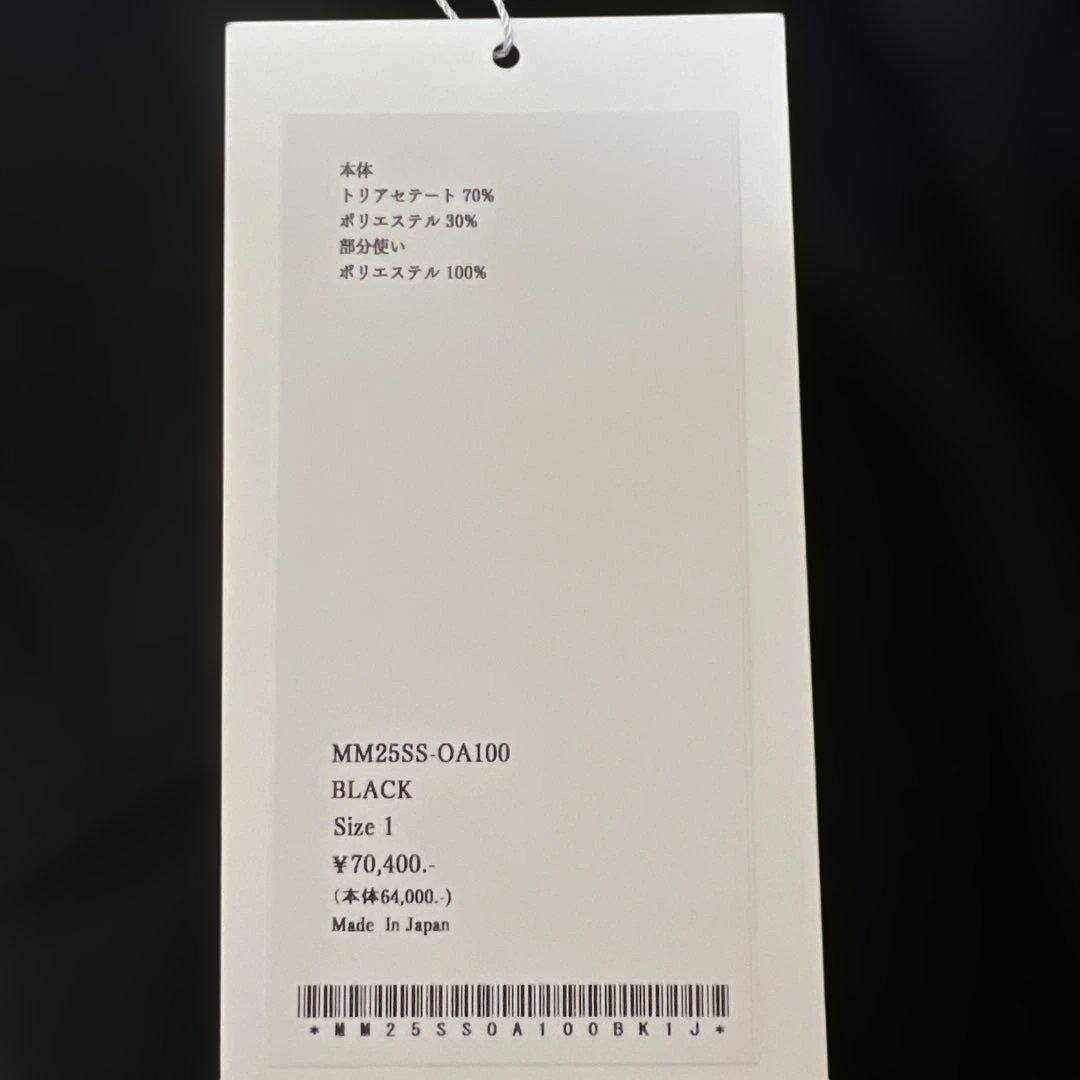 本体
トリアセテート 70%
ポリエステル 30%
部分使い
ポリエステル 100%
MM25SS-OA100
BLACK
Size 1
¥70,400.-
(本体64,000.-)
Made In Japan
*MM25SSOA100BK1J*